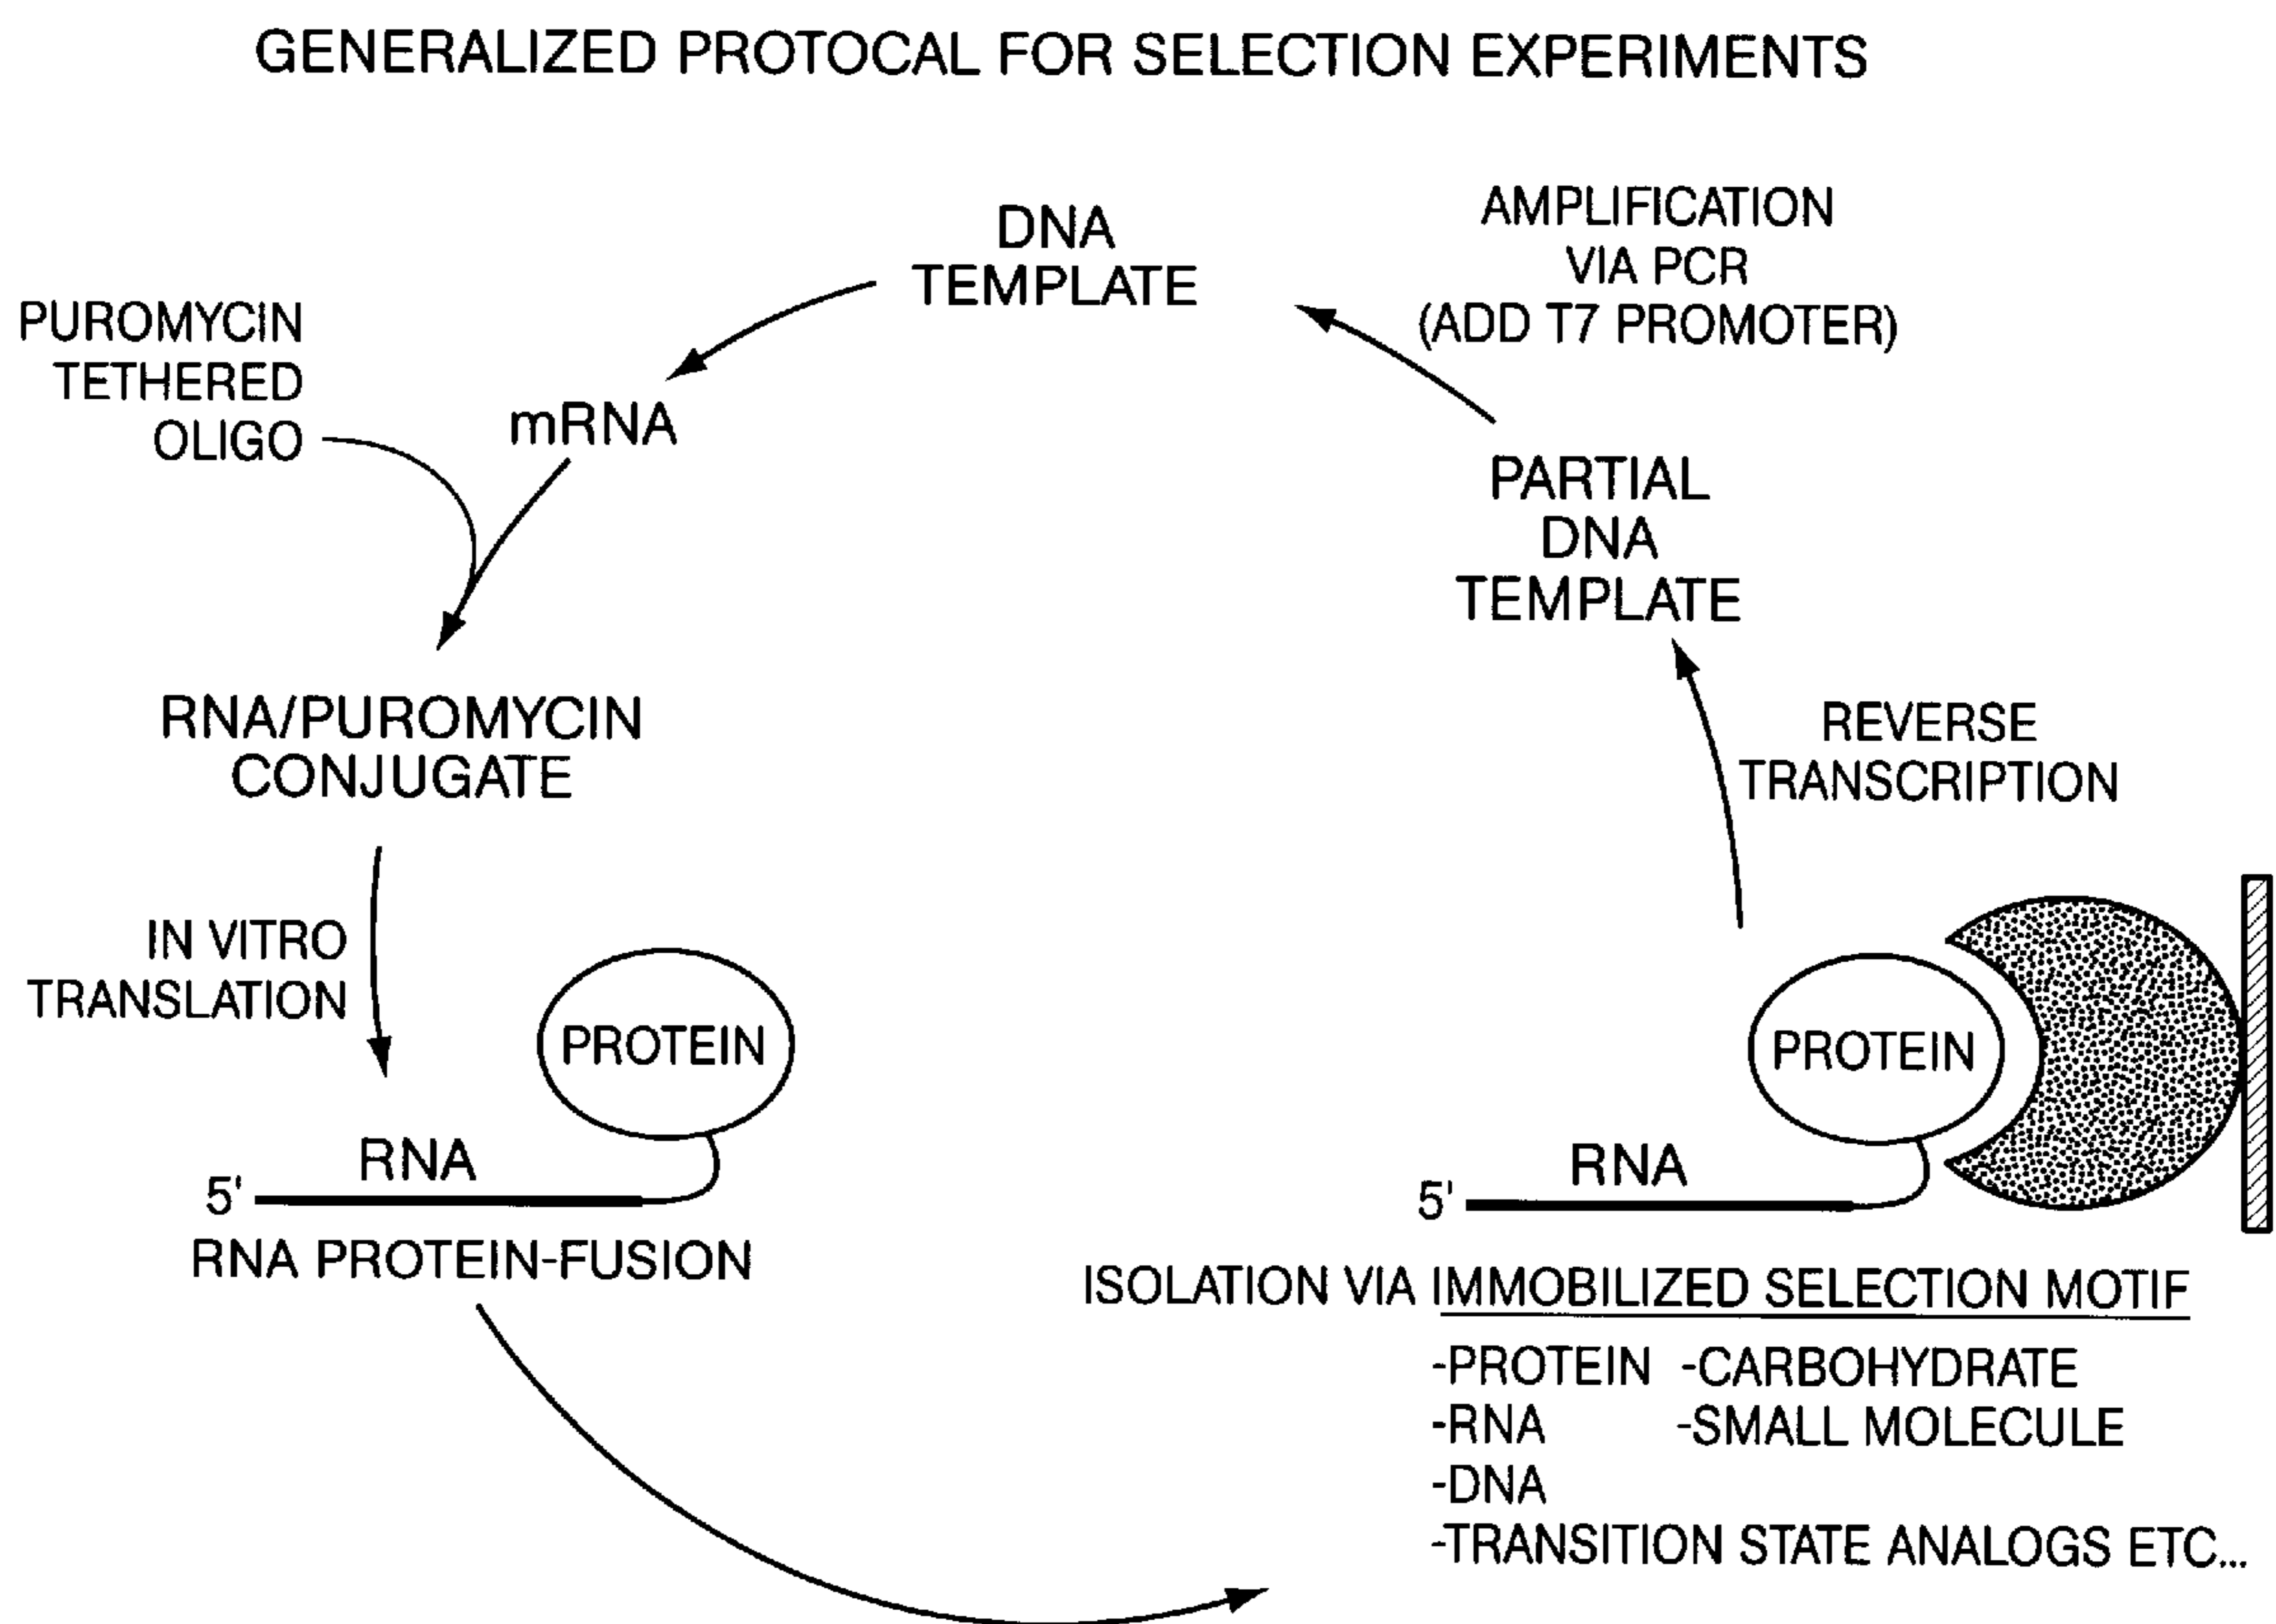 GENERALIZED PROTOCAL FOR SELECTION EXPERIMENTS
DNA
TEMPLATE
AMPLIFICATION
VIA PCR
(ADD T7 PROMOTER)
PUROMYCIN
TETHERED
OLIGO
mRNA
PARTIAL
DNA
TEMPLATE
RNA/PUROMYCIN
CONJUGATE
REVERSE
TRANSCRIPTION
IN VITRO
TRANSLATION
PROTEIN
RNA
5'
RNA PROTEIN-FUSION
PROTEIN
RNA
5'
ISOLATION VIA IMMOBILIZED SELECTION MOTIF
-PROTEIN -CARBOHYDRATE
-RNA -SMALL MOLECULE
-DNA
-TRANSITION STATE ANALOGS ETC...